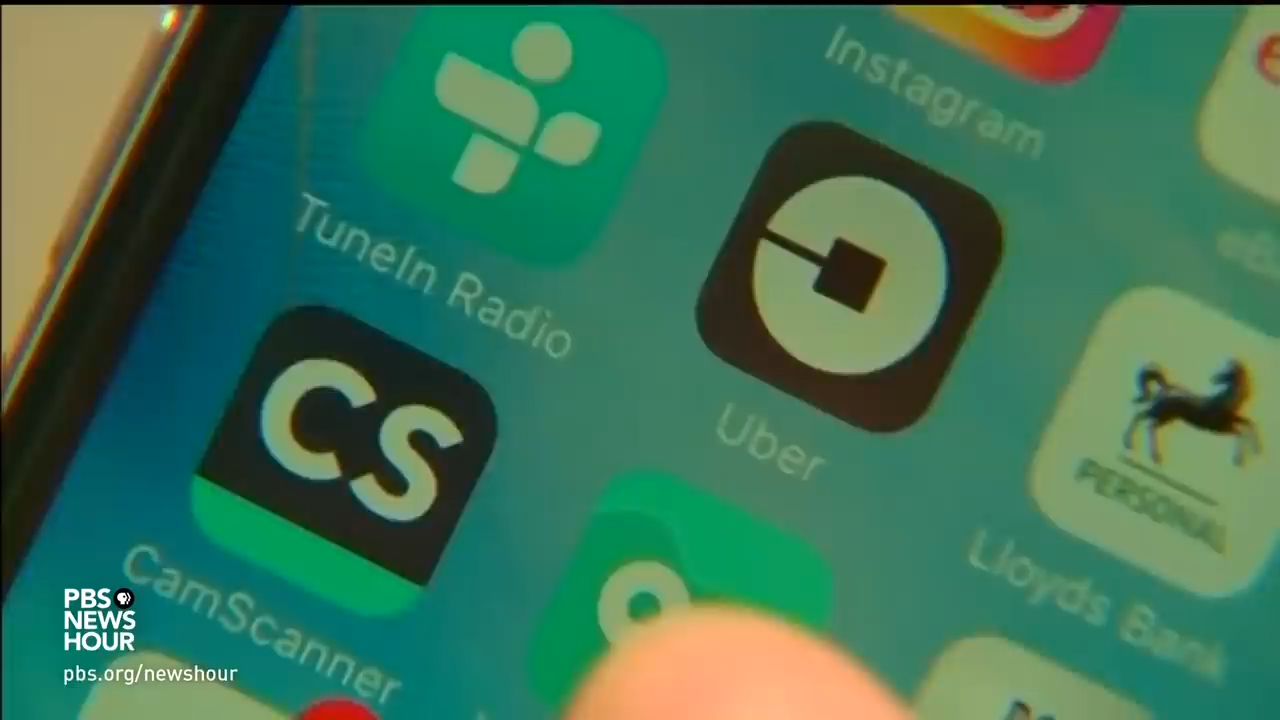 Instagram
TuneIn Radio
Uber
CS
PERSONAL
Lloyds Bank
CamScanner
PBS
NEWS
HOUR
pbs.org/newshour